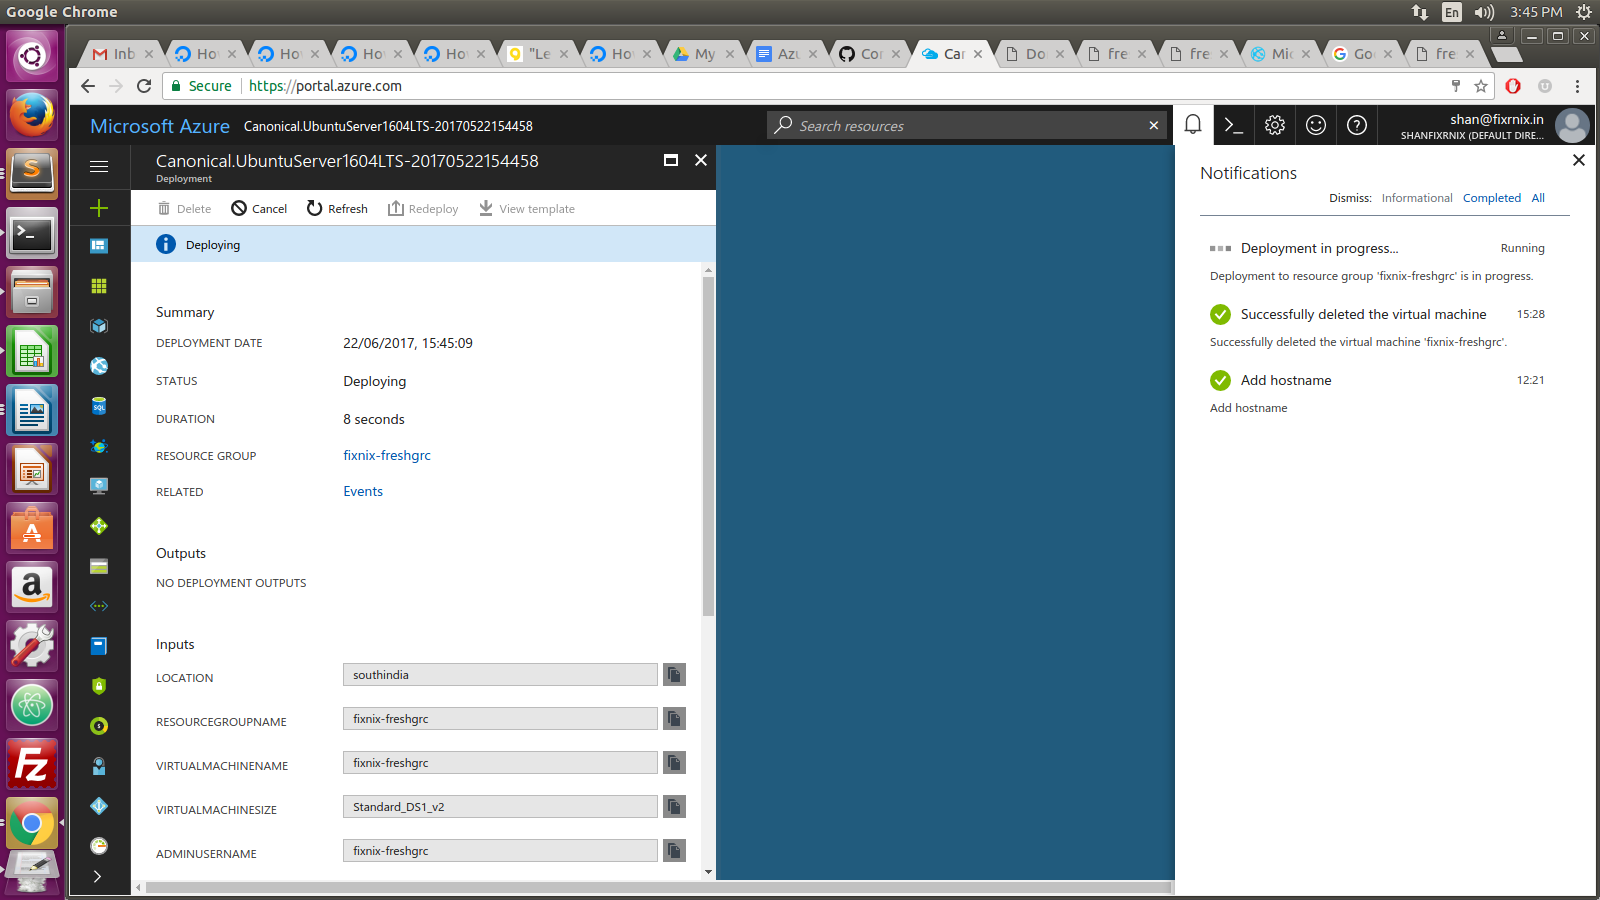 Google Chrome
En
3:45 PM
Inb
Hov
Hov
Hov
Hov
"Le
Hov
My
Azu
Cor
Car
Do
fre
fre
Mic
Goo
fre
Secure
https://portal.azure.com
Microsoft Azure
Canonical.UbuntuServer1604LTS-20170522154458
Search resources
shan@fixrnix.in
SHANFIXRNIX (DEFAULT DIRE...
Canonical.UbuntuServer1604LTS-20170522154458
Deployment
Delete
Cancel
Refresh
Redeploy
View template
Deploying
Summary
DEPLOYMENT DATE
22/06/2017, 15:45:09
STATUS
Deploying
DURATION
8 seconds
RESOURCE GROUP
fixnix-freshgrc
RELATED
Events
Outputs
NO DEPLOYMENT OUTPUTS
Inputs
LOCATION
southindia
RESOURCEGROUPNAME
fixnix-freshgrc
VIRTUALMACHINENAME
fixnix-freshgrc
VIRTUALMACHINESIZE
Standard_DS1_v2
ADMINUSERNAME
fixnix-freshgrc
Notifications
Dismiss: Informational Completed All
Deployment in progress...
Running
Deployment to resource group 'fixnix-freshgrc' is in progress.
Successfully deleted the virtual machine
15:28
Successfully deleted the virtual machine 'fixnix-freshgrc'.
Add hostname
12:21
Add hostname